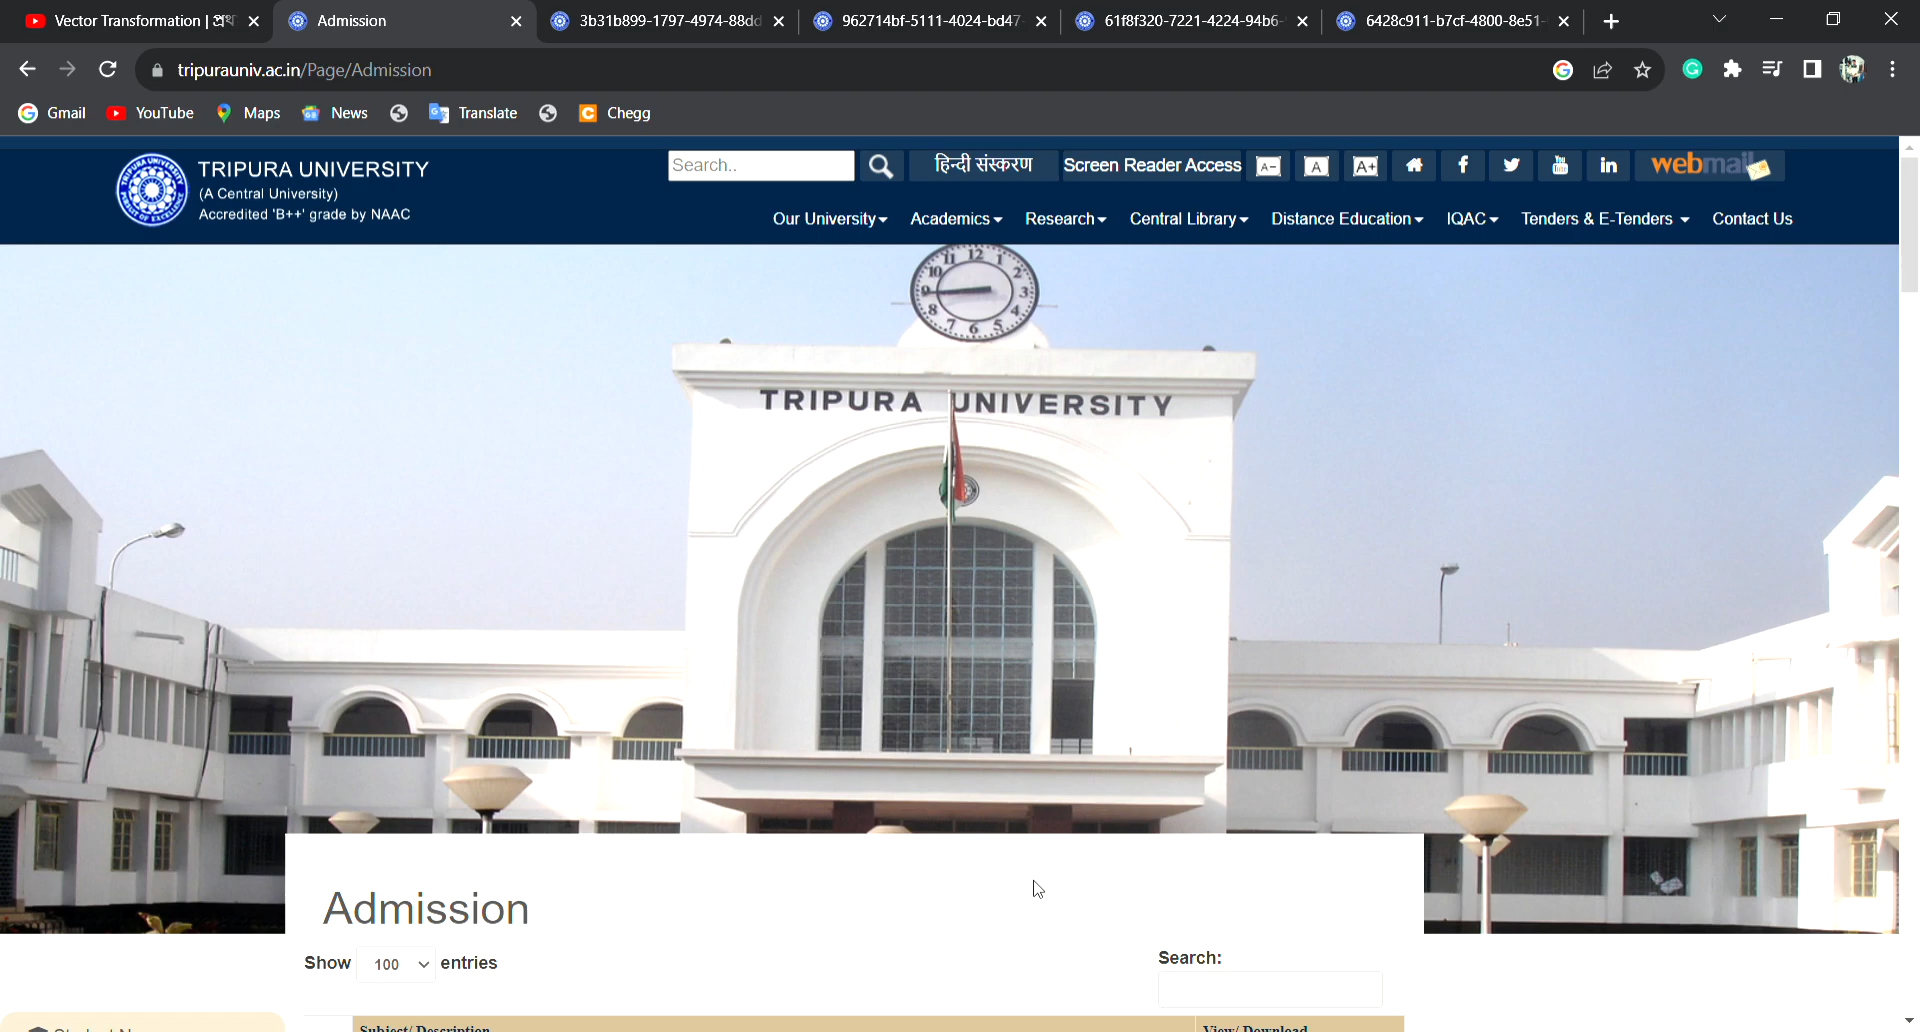 Vector Transformation | প্রথ
Admission
3b31b899-1797-4974-88dd
962714bf-5111-4024-bd47-
61f8f320-7221-4224-94b6-
6428c911-b7cf-4800-8e51-
tripurauniv.ac.in/Page/Admission
Gmail
YouTube
Maps
News
Translate
Chegg
TRIPURA UNIVERSITY
(A Central University)
Accredited 'B++' grade by NAAC
Search..
हिन्दी संस्करण
Screen Reader Access
A-
A
A+
webmail
Our University
Academics
Research
Central Library
Distance Education
IQAC
Tenders & E-Tenders
Contact Us
TRIPURA UNIVERSITY
Admission
Show 100 entries
Search:
Subject/ Description
View/ Download